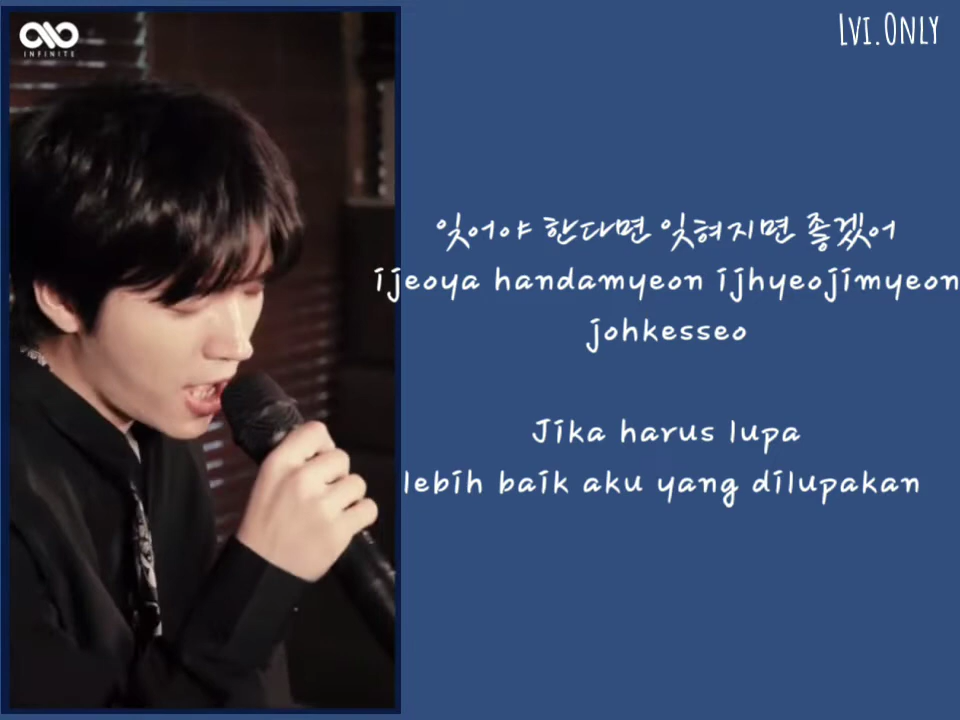 INFINITE
Lvi.Only
잊어야 한다면 잊혀지면 좋겠어
ijeoya handamyeon ijhyeojimyeon
johkesseo
Jika harus lupa
lebih baik aku yang dilupakan